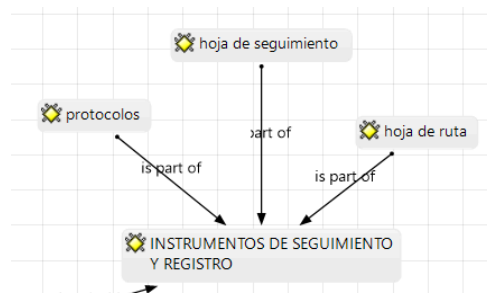 hoja de seguimiento
protocolos
part of
hoja de ruta
is part of
is part of
INSTRUMENTOS DE SEGUIMIENTO
Y REGISTRO